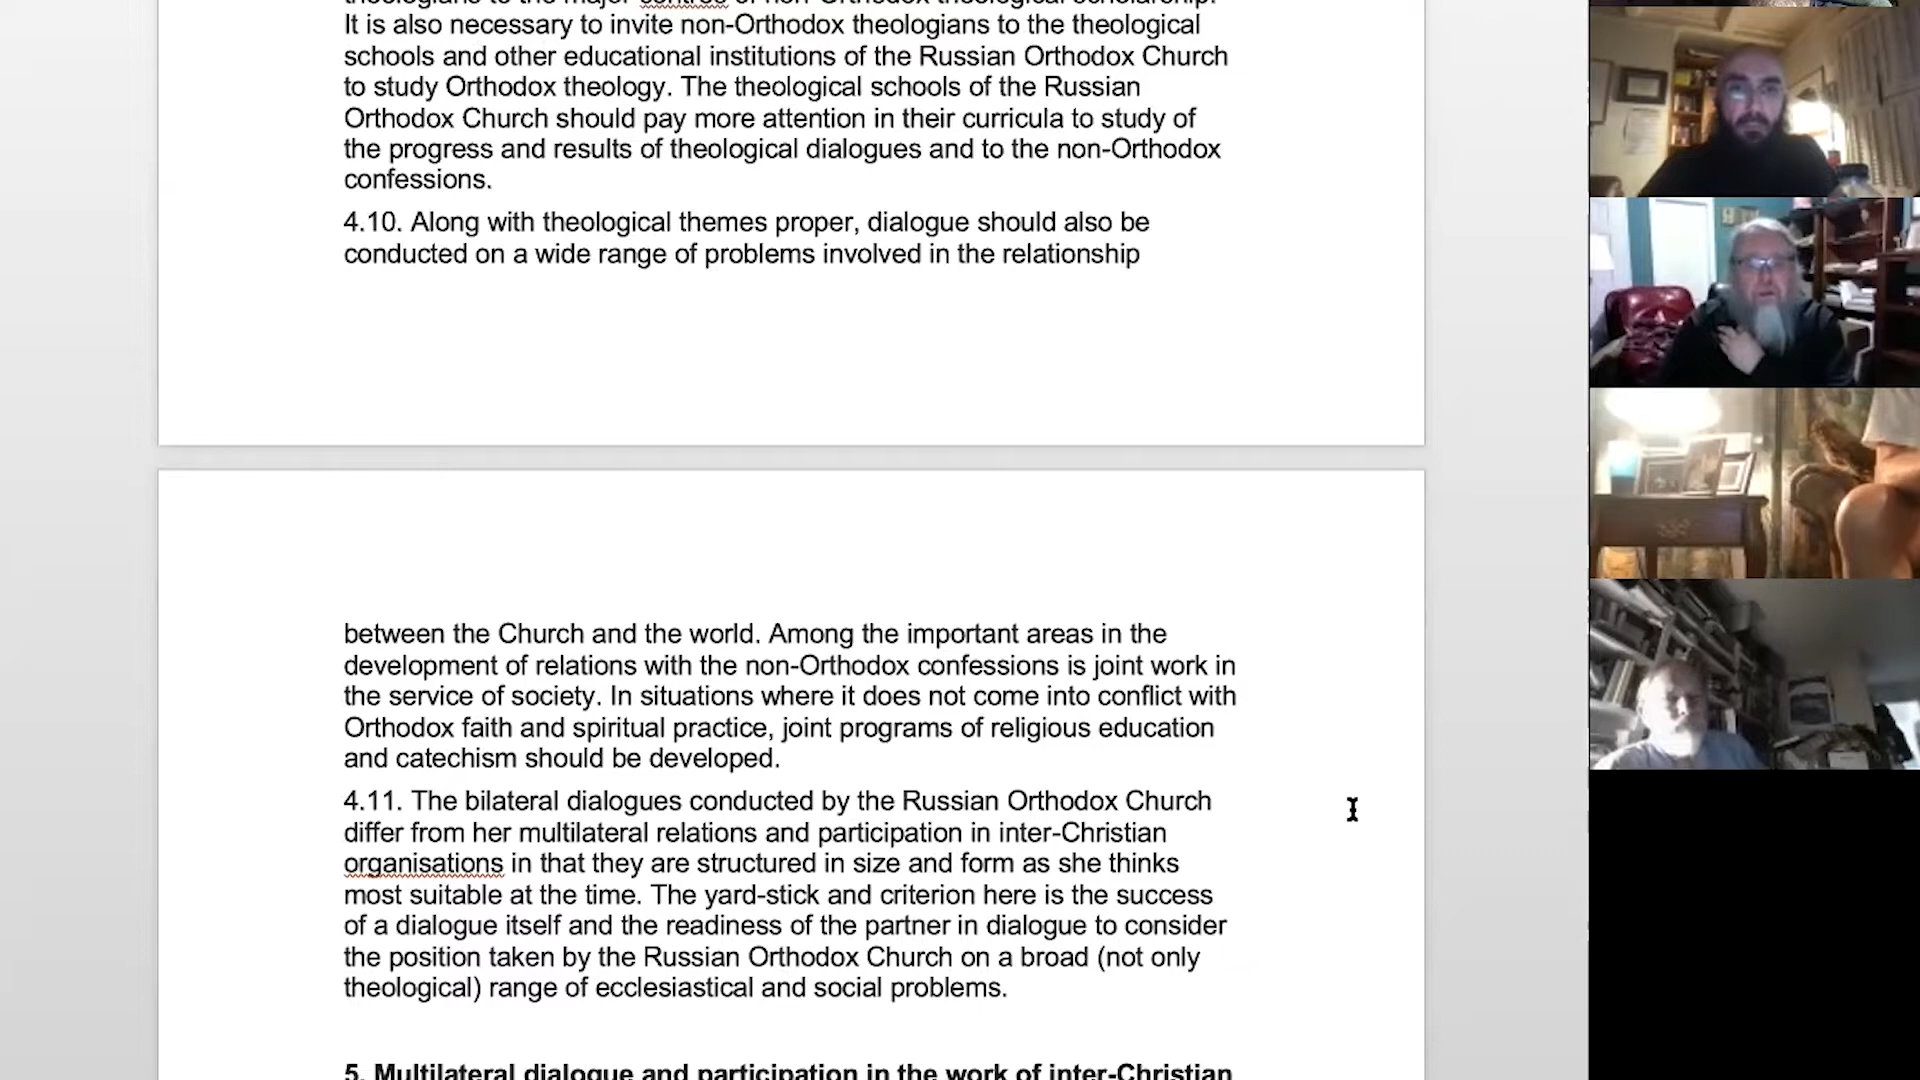 theologians to the major centres of non-Orthodox theological scholarship.
It is also necessary to invite non-Orthodox theologians to the theological
schools and other educational institutions of the Russian Orthodox Church
to study Orthodox theology. The theological schools of the Russian
Orthodox Church should pay more attention in their curricula to study of
the progress and results of theological dialogues and to the non-Orthodox
confessions.
4.10. Along with theological themes proper, dialogue should also be
conducted on a wide range of problems involved in the relationship
between the Church and the world. Among the important areas in the
development of relations with the non-Orthodox confessions is joint work in
the service of society. In situations where it does not come into conflict with
Orthodox faith and spiritual practice, joint programs of religious education
and catechism should be developed.
4.11. The bilateral dialogues conducted by the Russian Orthodox Church
differ from her multilateral relations and participation in inter-Christian
organisations in that they are structured in size and form as she thinks
most suitable at the time. The yard-stick and criterion here is the success
of a dialogue itself and the readiness of the partner in dialogue to consider
the position taken by the Russian Orthodox Church on a broad (not only
theological) range of ecclesiastical and social problems.
5. Multilateral dialogue and participation in the work of inter-Christian